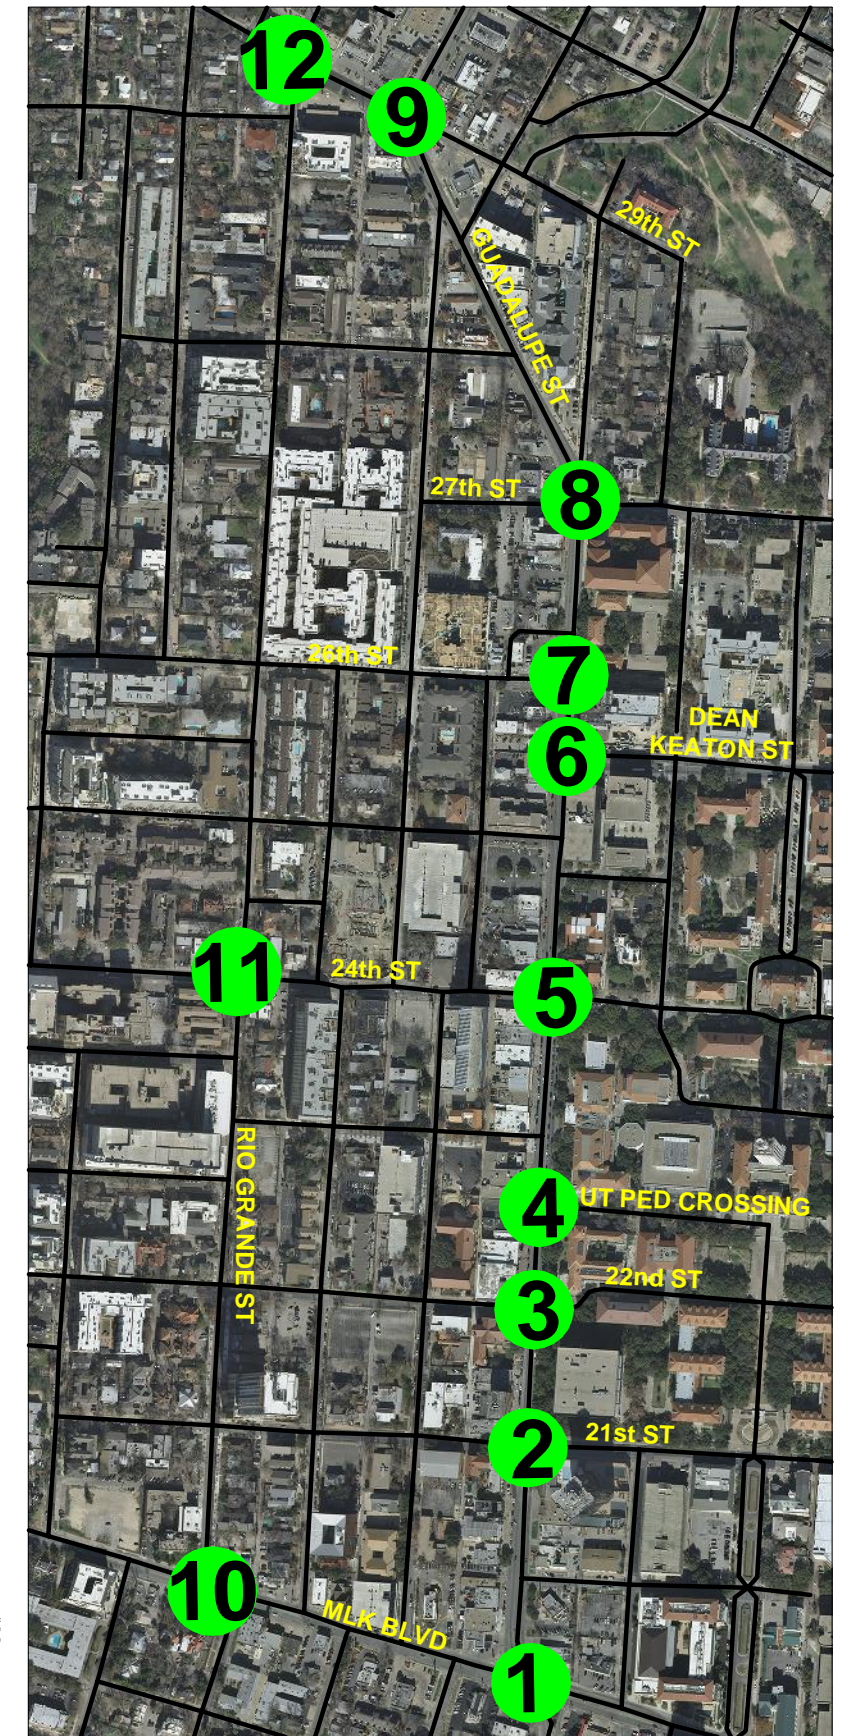 12
9
29th ST
GUADALUPE ST
27th ST
8
26th ST
7
DEAN
KEATON ST
6
11
24th ST
5
RIO GRANDE ST
4
UT PED CROSSING
22nd ST
3
21st ST
2
10
MLK BLVD
1